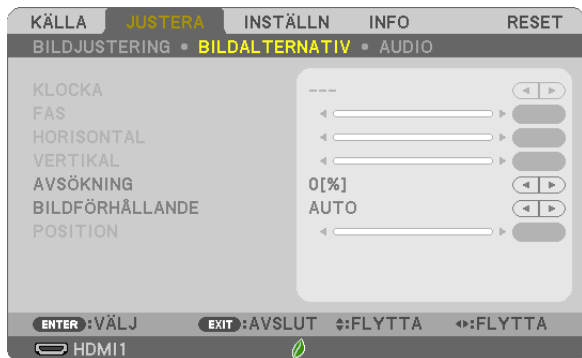 KÄLLA JUSTERA INSTÄLLN INFO RESET
BILDJUSTERING • BILDALTERNATIV • AUDIO
KLOCKA ---
FAS
HORISONTAL
VERTIKAL
AVSÖKNING 0[%]
BILDFÖRHÅLLANDE AUTO
POSITION
ENTER :VÄLJ EXIT :AVSLUT :FLYTTA :FLYTTA
HDMI1